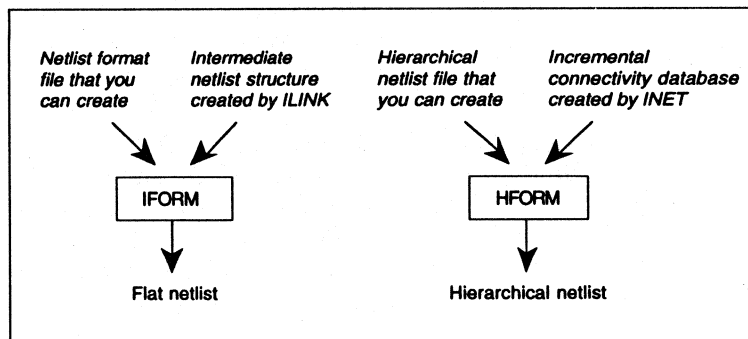 Netlist format
file that you
can create
Intermediate
netlist structure
created by ILINK
Hierarchical
netlist file that
you can create
Incremental
connectivity database
created by INET
IFORM
HFORM
Flat netlist
Hierarchical netlist